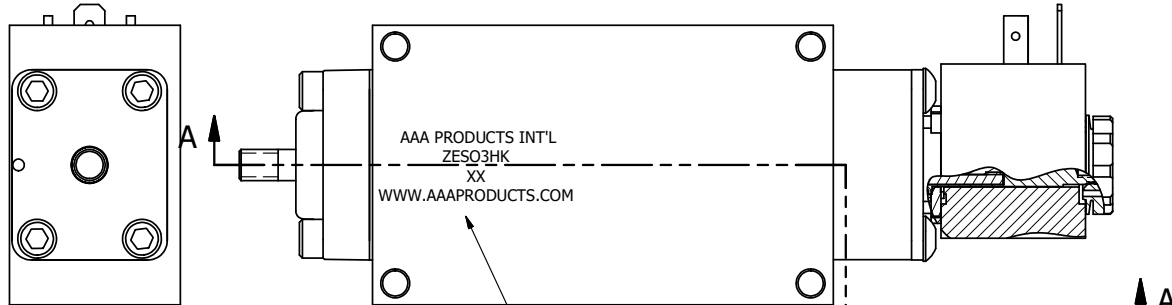 A
AAA PRODUCTS INT'L
ZESO3HK
XX
WWW.AAAPRODUCTS.COM
A